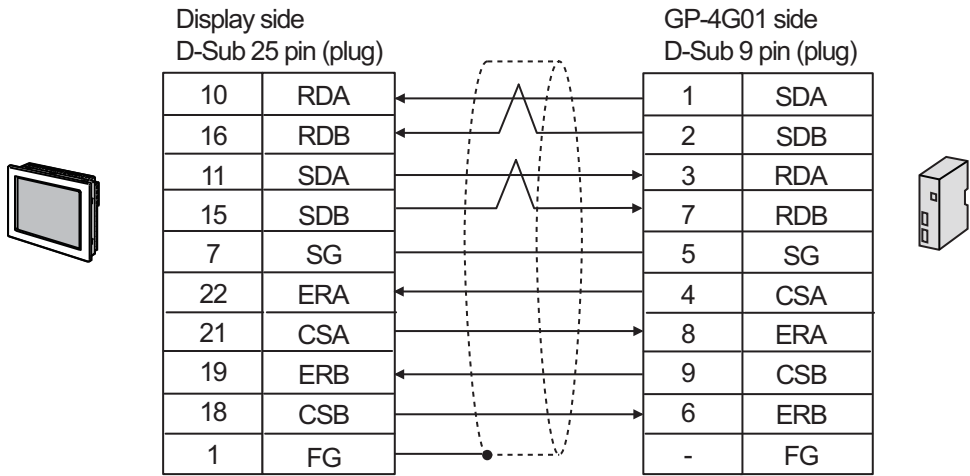 Display side GP-4G01 side
D-Sub 25 pin (plug) D-Sub 9 pin (plug)
10 RDA 1 SDA
16 RDB 2 SDB
11 SDA 3 RDA
15 SDB 7 RDB
7 SG 5 SG
22 ERA 4 CSA
21 CSA 8 ERA
19 ERB 9 CSB
18 CSB 6 ERB
1 FG - FG